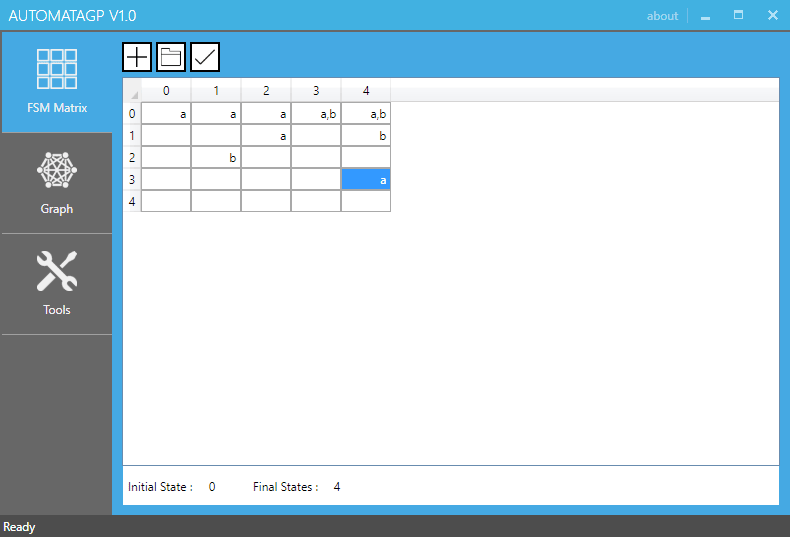 AUTOMATAGP V1.0 about
FSM Matrix
Graph
Tools
0 1 2 3 4
0 a a a a,b a,b
1 a b
2 b
3 a
4
Initial State : 0 Final States : 4
Ready